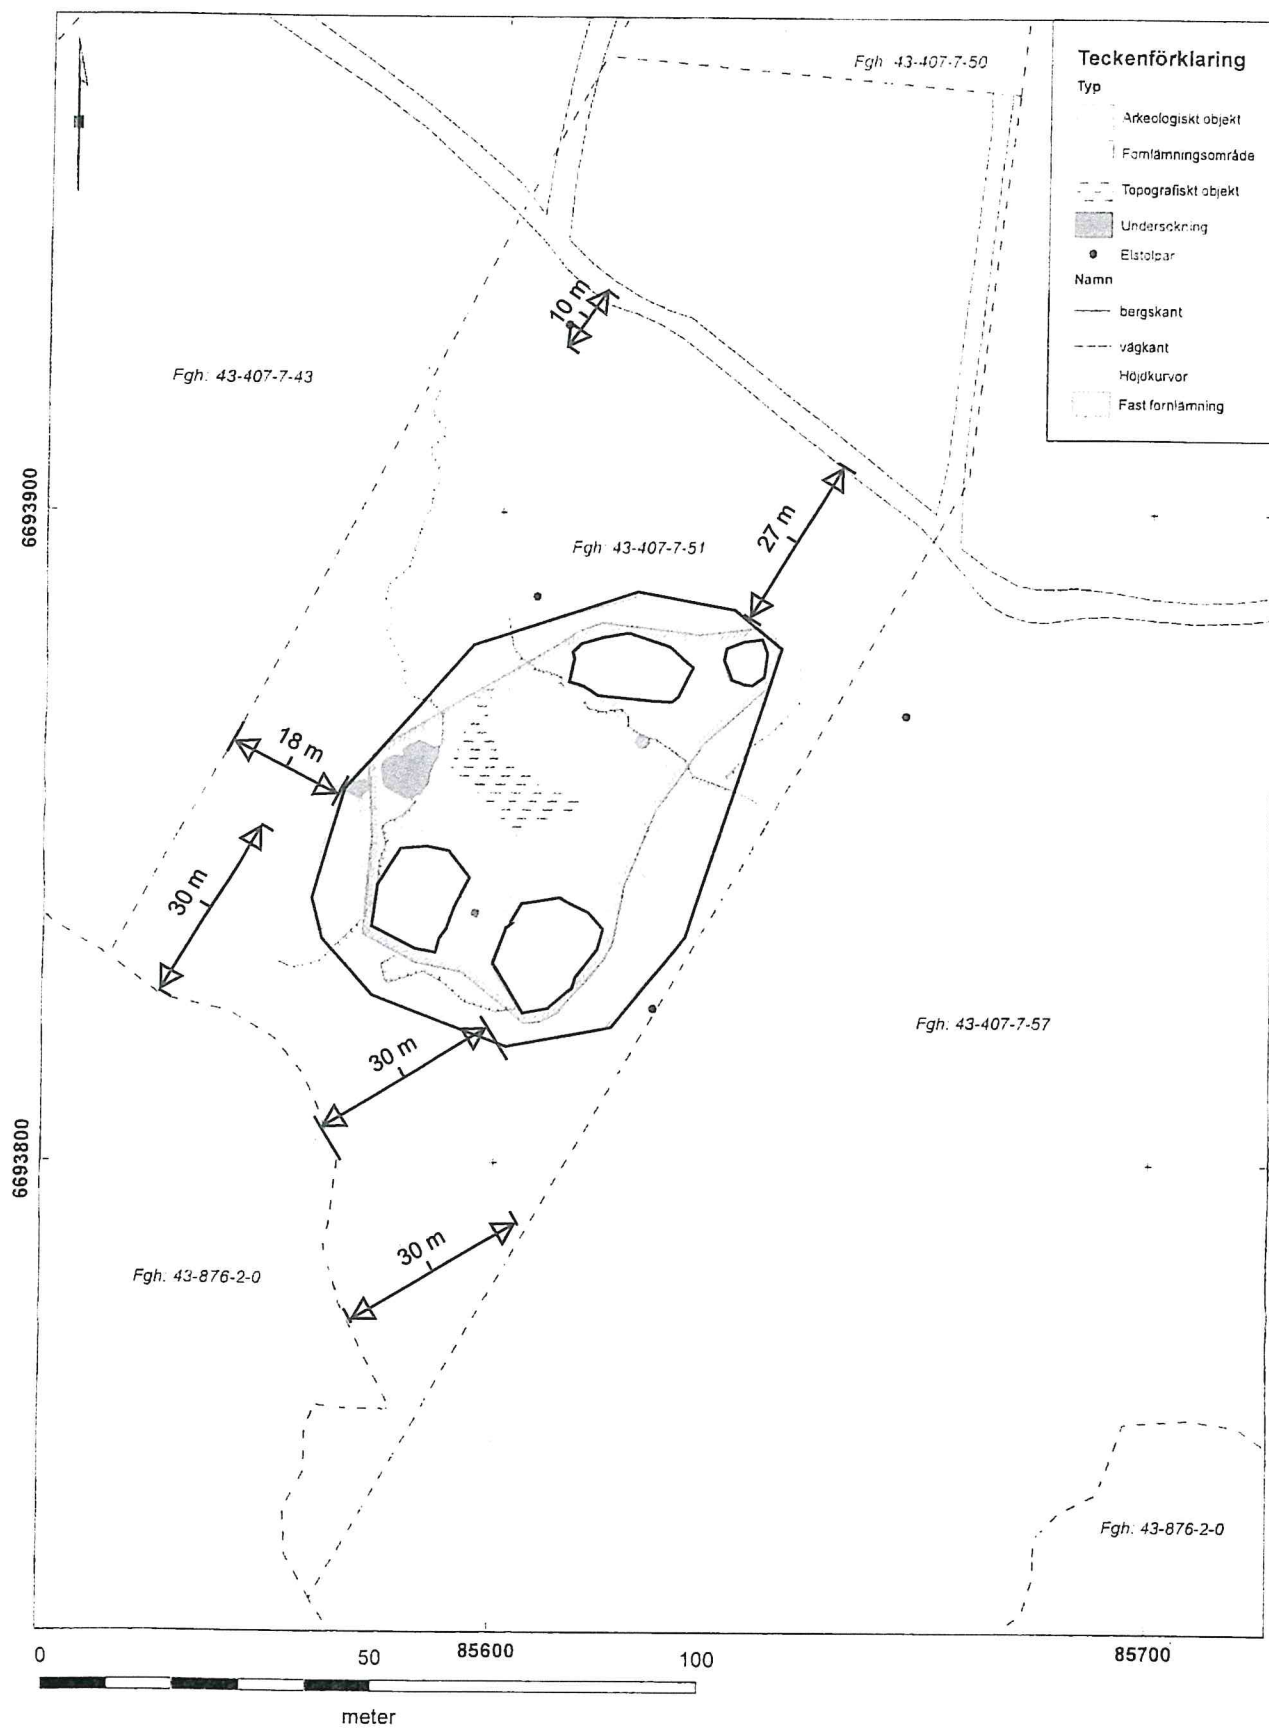 Fgh: 43-407-7-50
Teckenförklaring
Typ
Arkeologiskt objekt
Fornlämningsområde
Topografiskt objekt
Undersökning
Elstolpar
Namn
bergskant
vägkant
Höjdkurvor
Fast fornlämning
10 m
Fgh: 43-407-7-43
6693900
27 m
Fgh: 43-407-7-51
18 m
30 m
Fgh: 43-407-7-57
30 m
6693800
30 m
Fgh: 43-876-2-0
Fgh: 43-876-2-0
0 50 85600 100 85700
meter